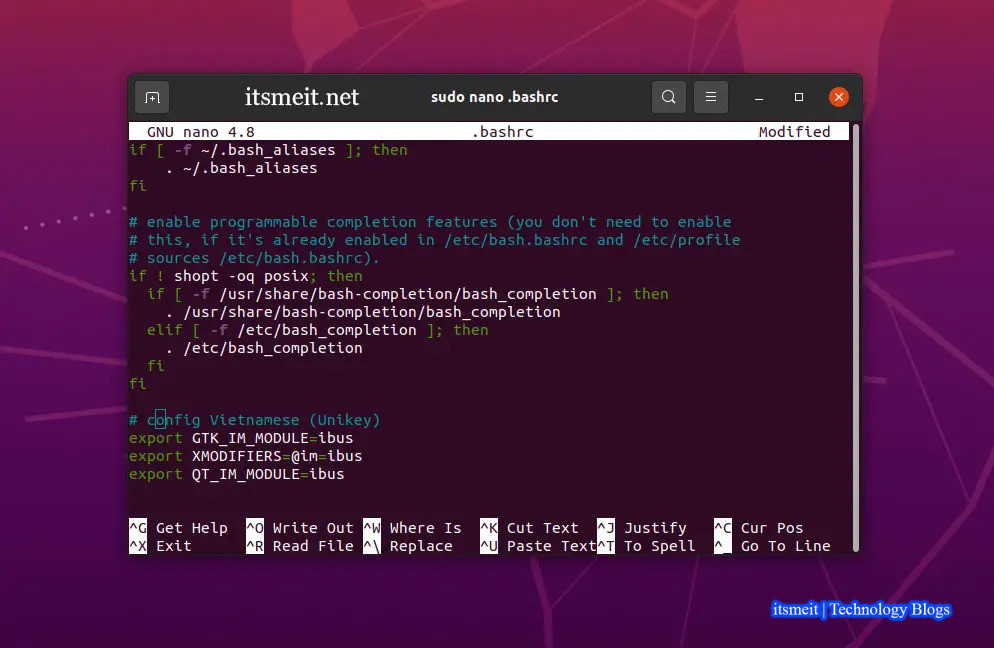 itsmeit.net sudo nano .bashrc
GNU nano 4.8 .bashrc Modified
if [ -f ~/.bash_aliases ]; then
    . ~/.bash_aliases
fi

# enable programmable completion features (you don't need to enable
# this, if it's already enabled in /etc/bash.bashrc and /etc/profile
# sources /etc/bash.bashrc).
if ! shopt -oq posix; then
  if [ -f /usr/share/bash-completion/bash_completion ]; then
    . /usr/share/bash-completion/bash_completion
  elif [ -f /etc/bash_completion ]; then
    . /etc/bash_completion
  fi
fi

# config Vietnamese (Unikey)
export GTK_IM_MODULE=ibus
export XMODIFIERS=@im=ibus
export QT_IM_MODULE=ibus

^G Get Help ^O Write Out ^W Where Is ^K Cut Text ^J Justify ^C Cur Pos
^X Exit ^R Read File ^\ Replace ^U Paste Text ^T To Spell ^_ Go To Line
itsmeit | Technology Blogs